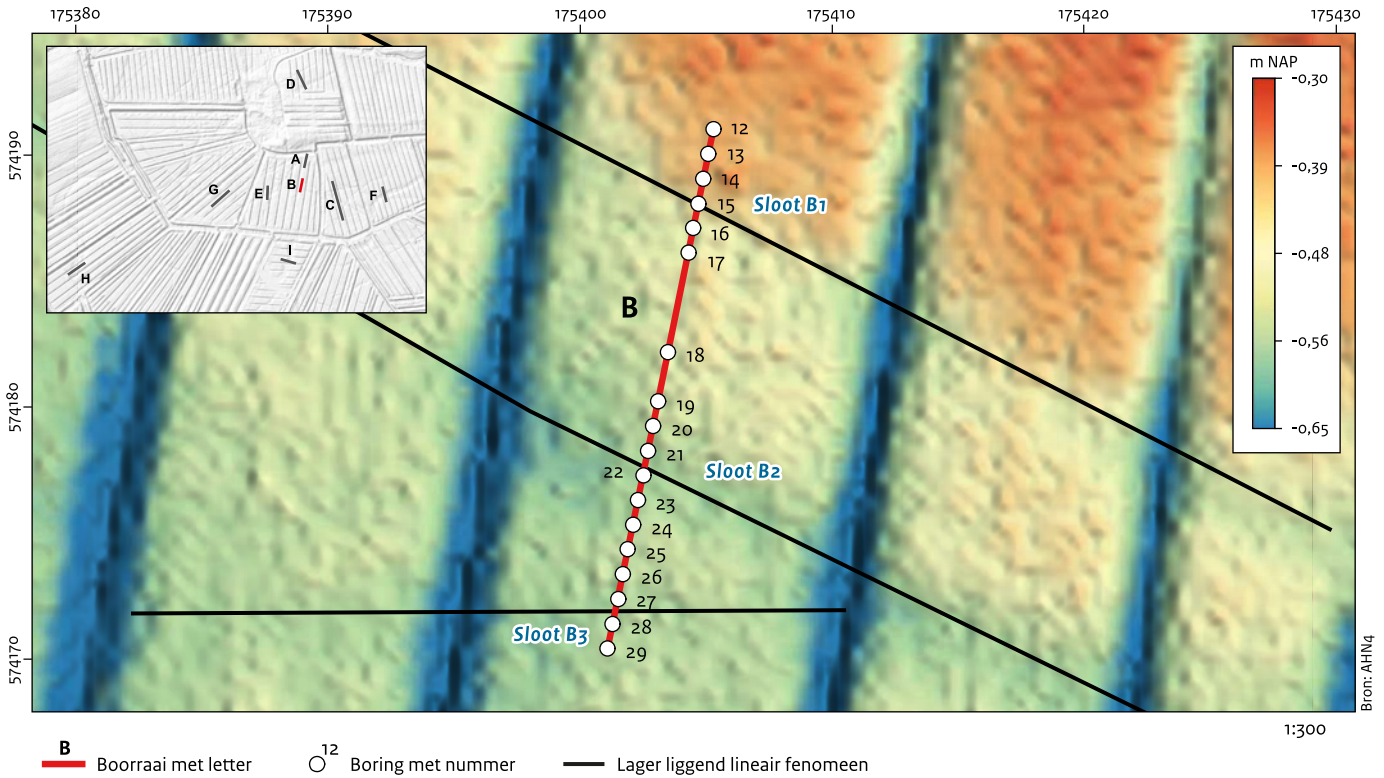 175380 175390 175400 175410 175420 175430
574190
574180
574170
D
A
B
G
E
C
F
I
H
m NAP
-0,30
-0,39
-0,48
-0,56
-0,65
12
13
14
15
Sloot B1
16
17
B
18
19
20
21
22
Sloot B2
23
24
25
26
27
28
Sloot B3
29
Bron: AHN4
1:300
B
Boorraai met letter
12
Boring met nummer
Lager liggend lineair fenomeen